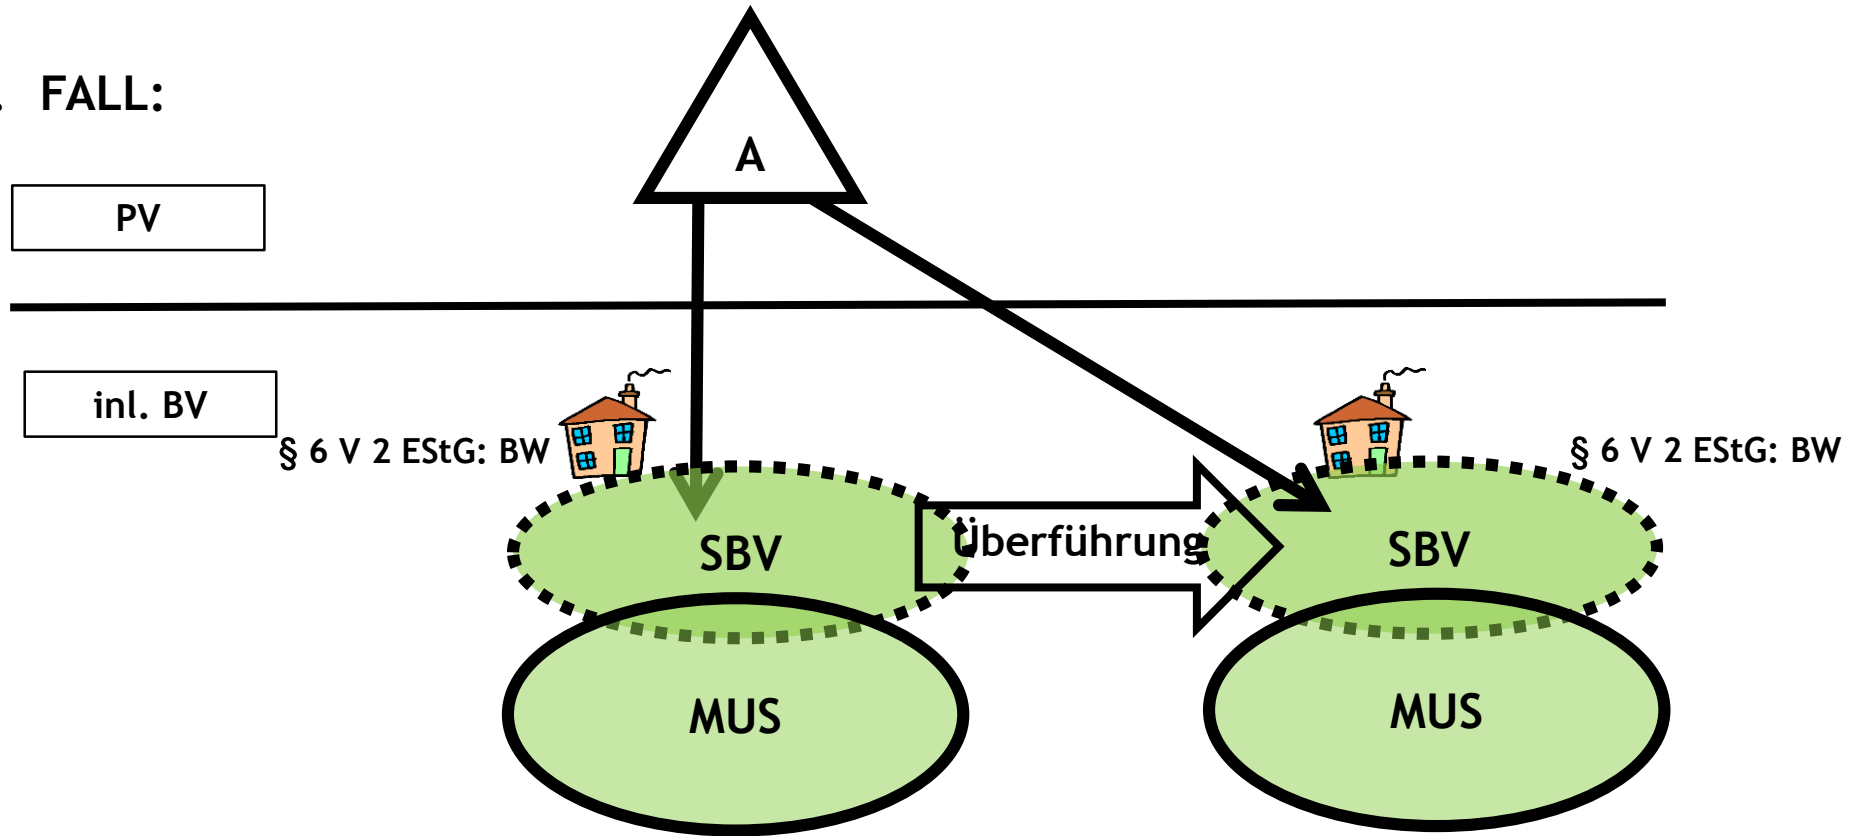 . FALL:
A
PV
inl. BV
§ 6 V 2 EStG: BW
§ 6 V 2 EStG: BW
SBV
Überführung
SBV
MUS
MUS